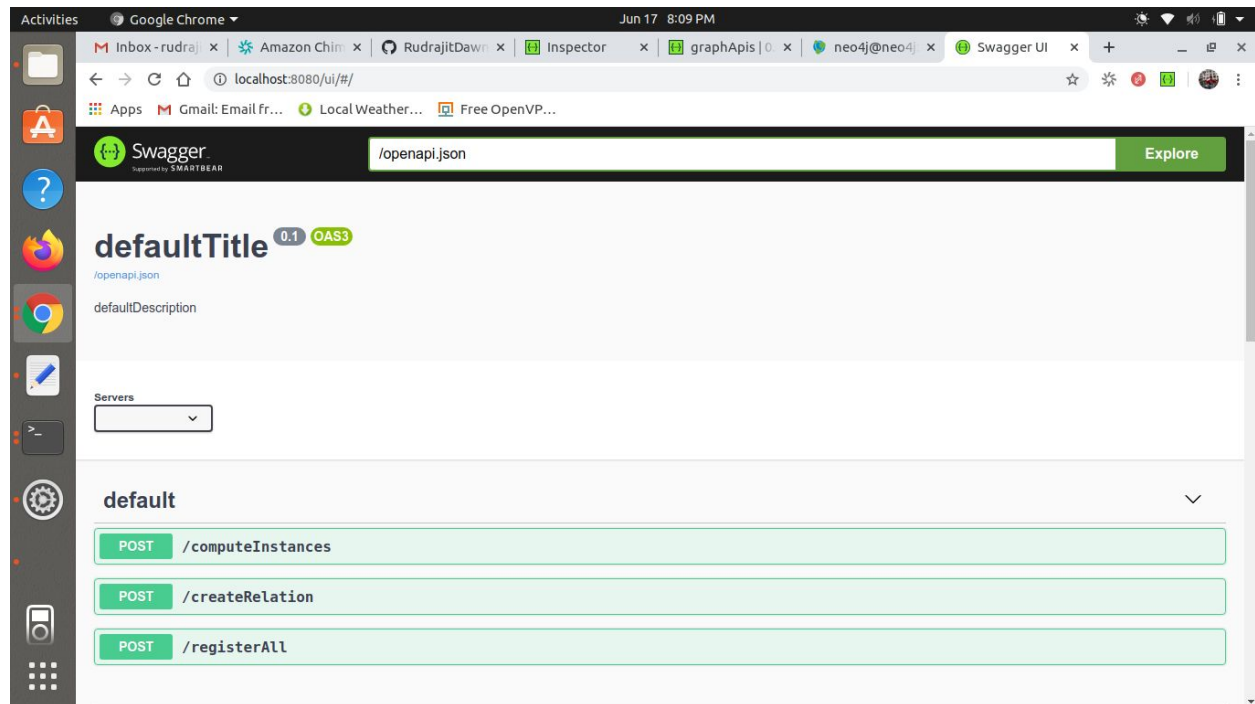 Activities Google Chrome Jun 17 8:09 PM
Inbox - rudraji Amazon Chim RudrajitDawn Inspector graphApis | 0. neo4j@neo4j Swagger UI
localhost:8080/ui/#/
Apps Gmail: Email fr... Local Weather... Free OpenVP...
Swagger
Supported by SMARTBEAR
/openapi.json Explore
defaultTitle 0.1 OAS3
/openapi.json
defaultDescription
Servers
default
POST /computeInstances
POST /createRelation
POST /registerAll